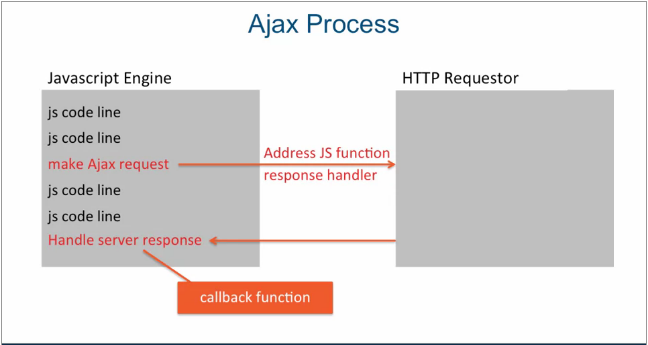 Ajax Process
Javascript Engine
HTTP Requestor
js code line
js code line
make Ajax request
Address JS function
response handler
js code line
js code line
Handle server response
callback function